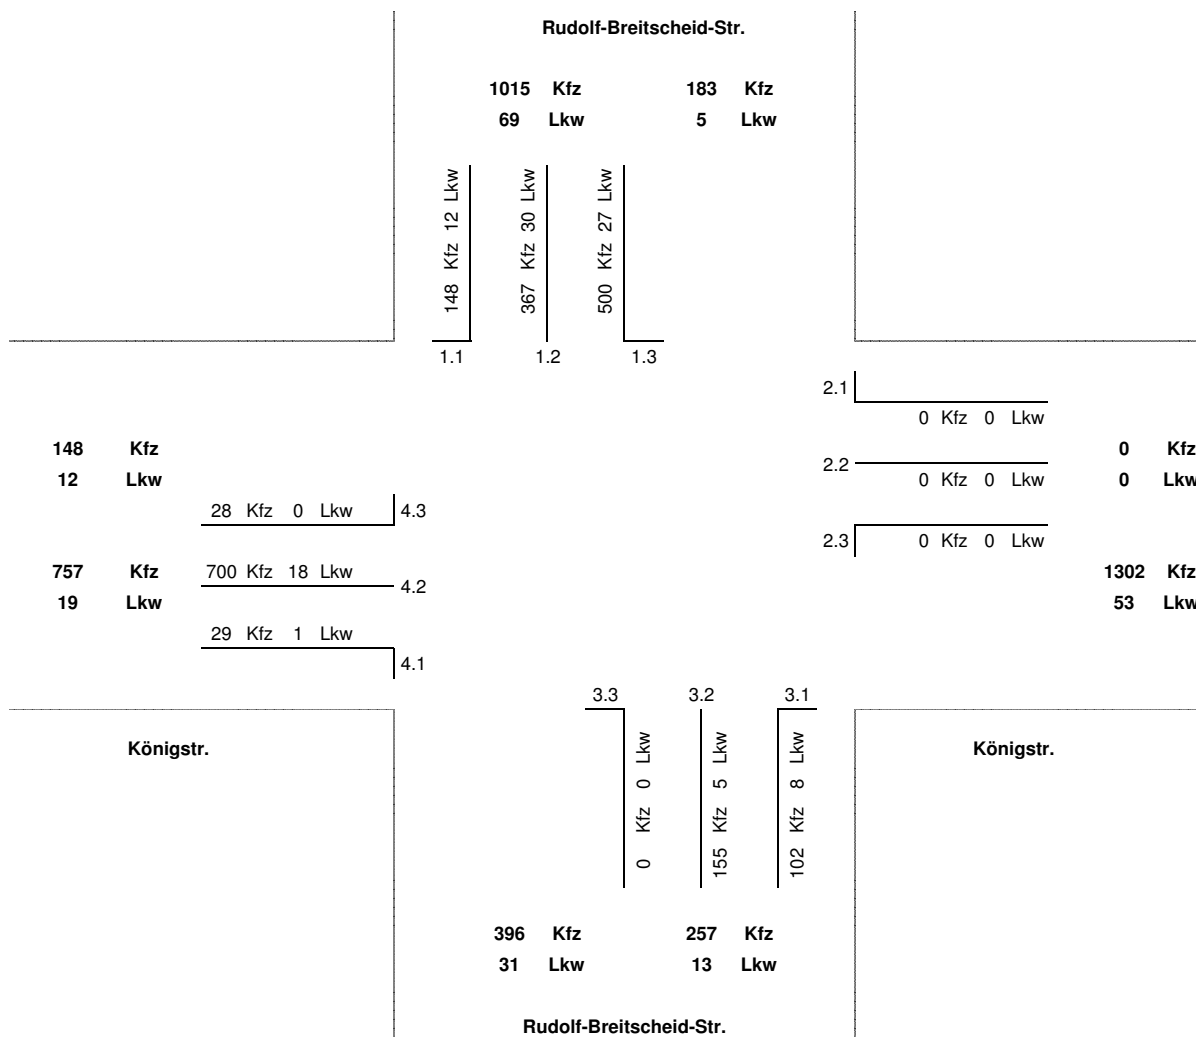 Rudolf-Breitscheid-Str.
1015 Kfz 183 Kfz
69 Lkw 5 Lkw
148 Kfz 12 Lkw
367 Kfz 30 Lkw
500 Kfz 27 Lkw
1.1 1.2 1.3
2.1
0 Kfz 0 Lkw
148 Kfz
12 Lkw
0 Kfz
0 Lkw
2.2
0 Kfz 0 Lkw
28 Kfz 0 Lkw 4.3
2.3 0 Kfz 0 Lkw
757 Kfz
19 Lkw
700 Kfz 18 Lkw 4.2
1302 Kfz
53 Lkw
29 Kfz 1 Lkw
4.1
3.3 3.2 3.1
0 Kfz 0 Lkw
155 Kfz 5 Lkw
102 Kfz 8 Lkw
Königstr. Königstr.
396 Kfz 257 Kfz
31 Lkw 13 Lkw
Rudolf-Breitscheid-Str.